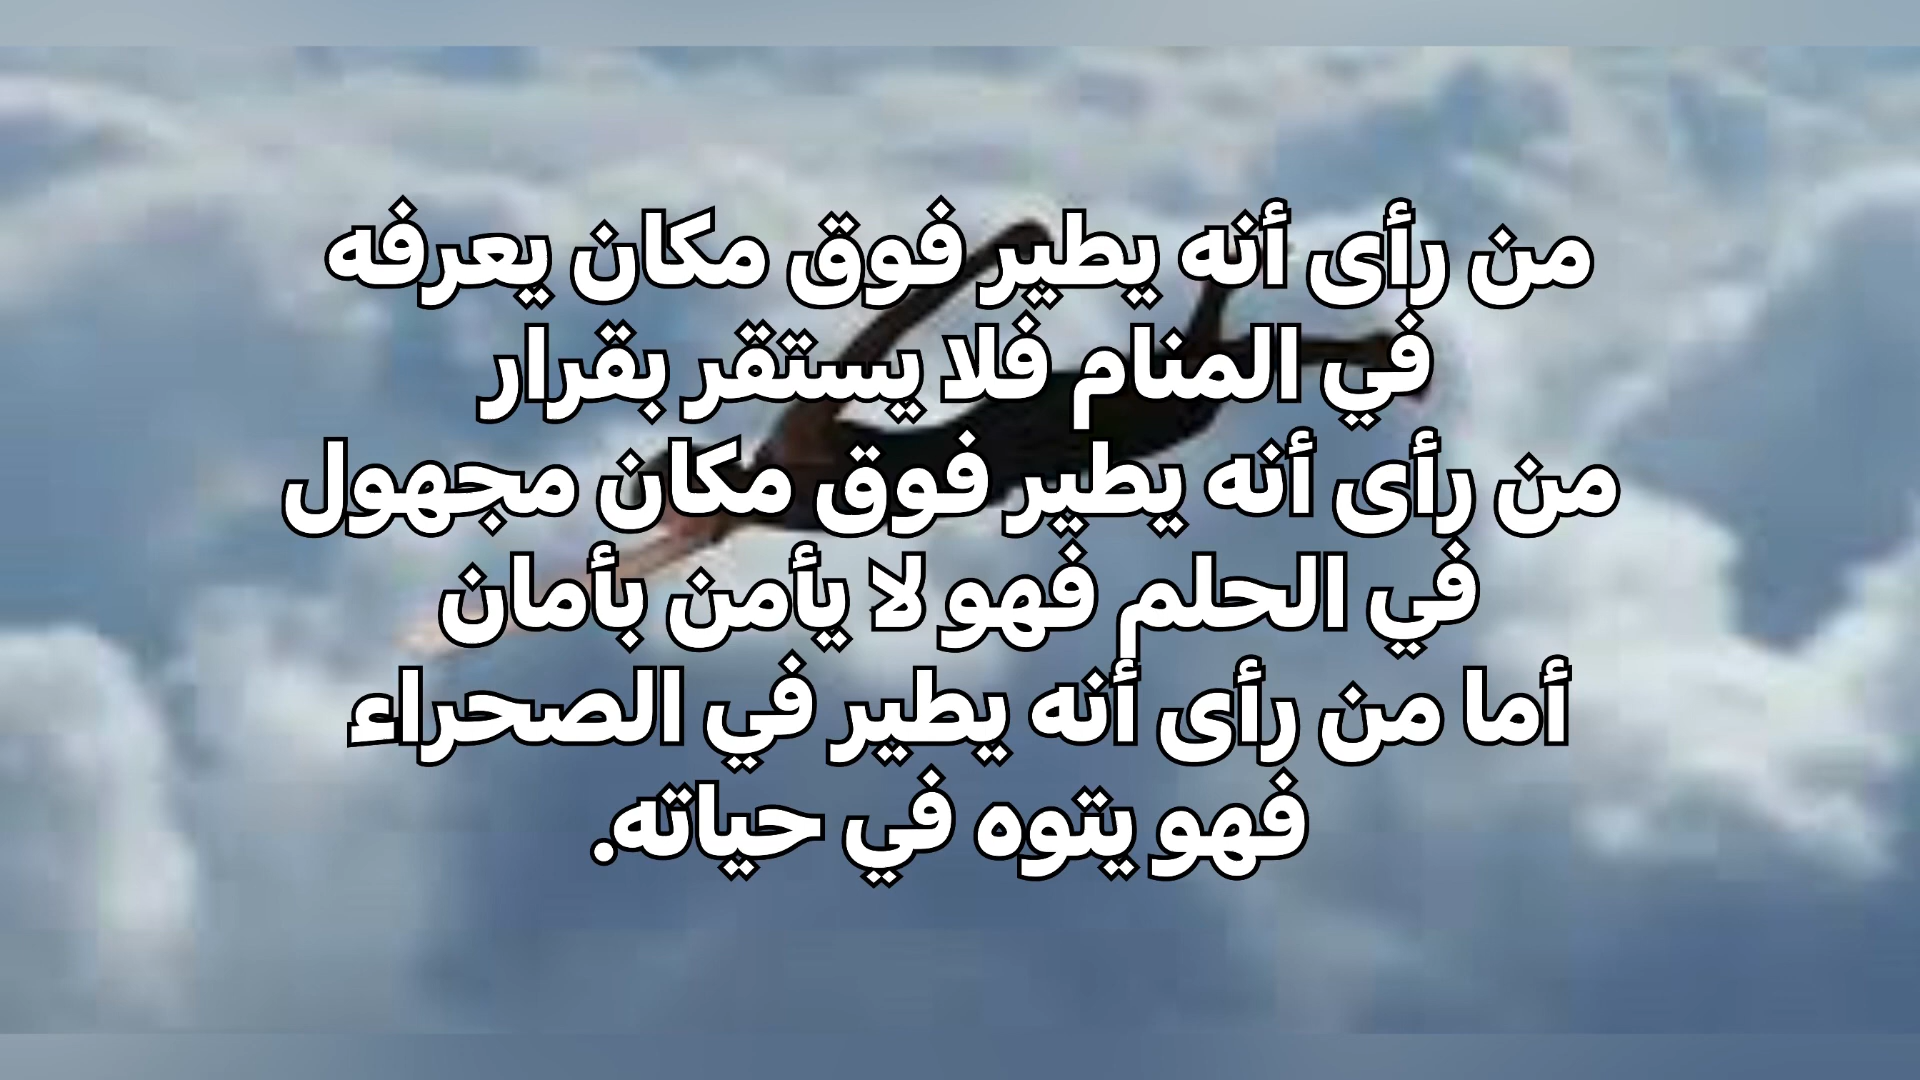 من رأى أنه يطير فوق مكان يعرفه
في المنام فلا يستقر بقرار
من رأى أنه يطير فوق مكان مجهول
في الحلم فهو لا يأمن بأمان
أما من رأى أنه يطير في الصحراء
فهو يتوه في حياته.